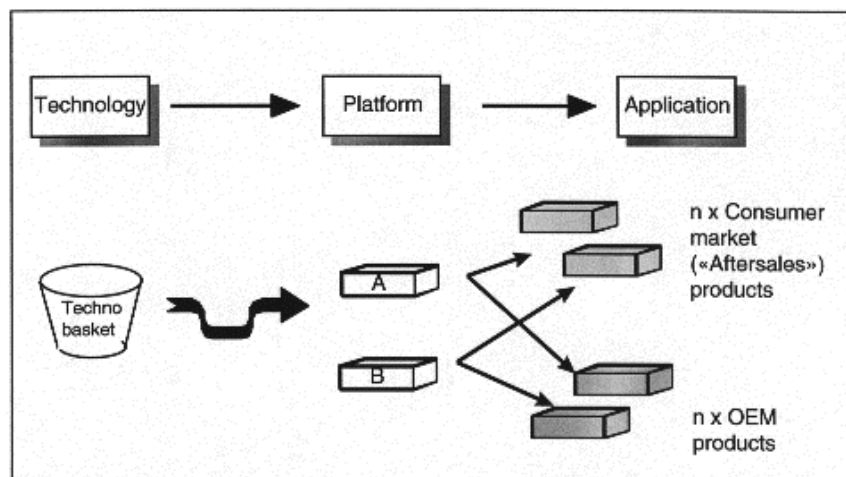 Technology
Platform
Application
n x Consumer
market
(«Aftersales»)
products
Techno
basket
A
B
n x OEM
products